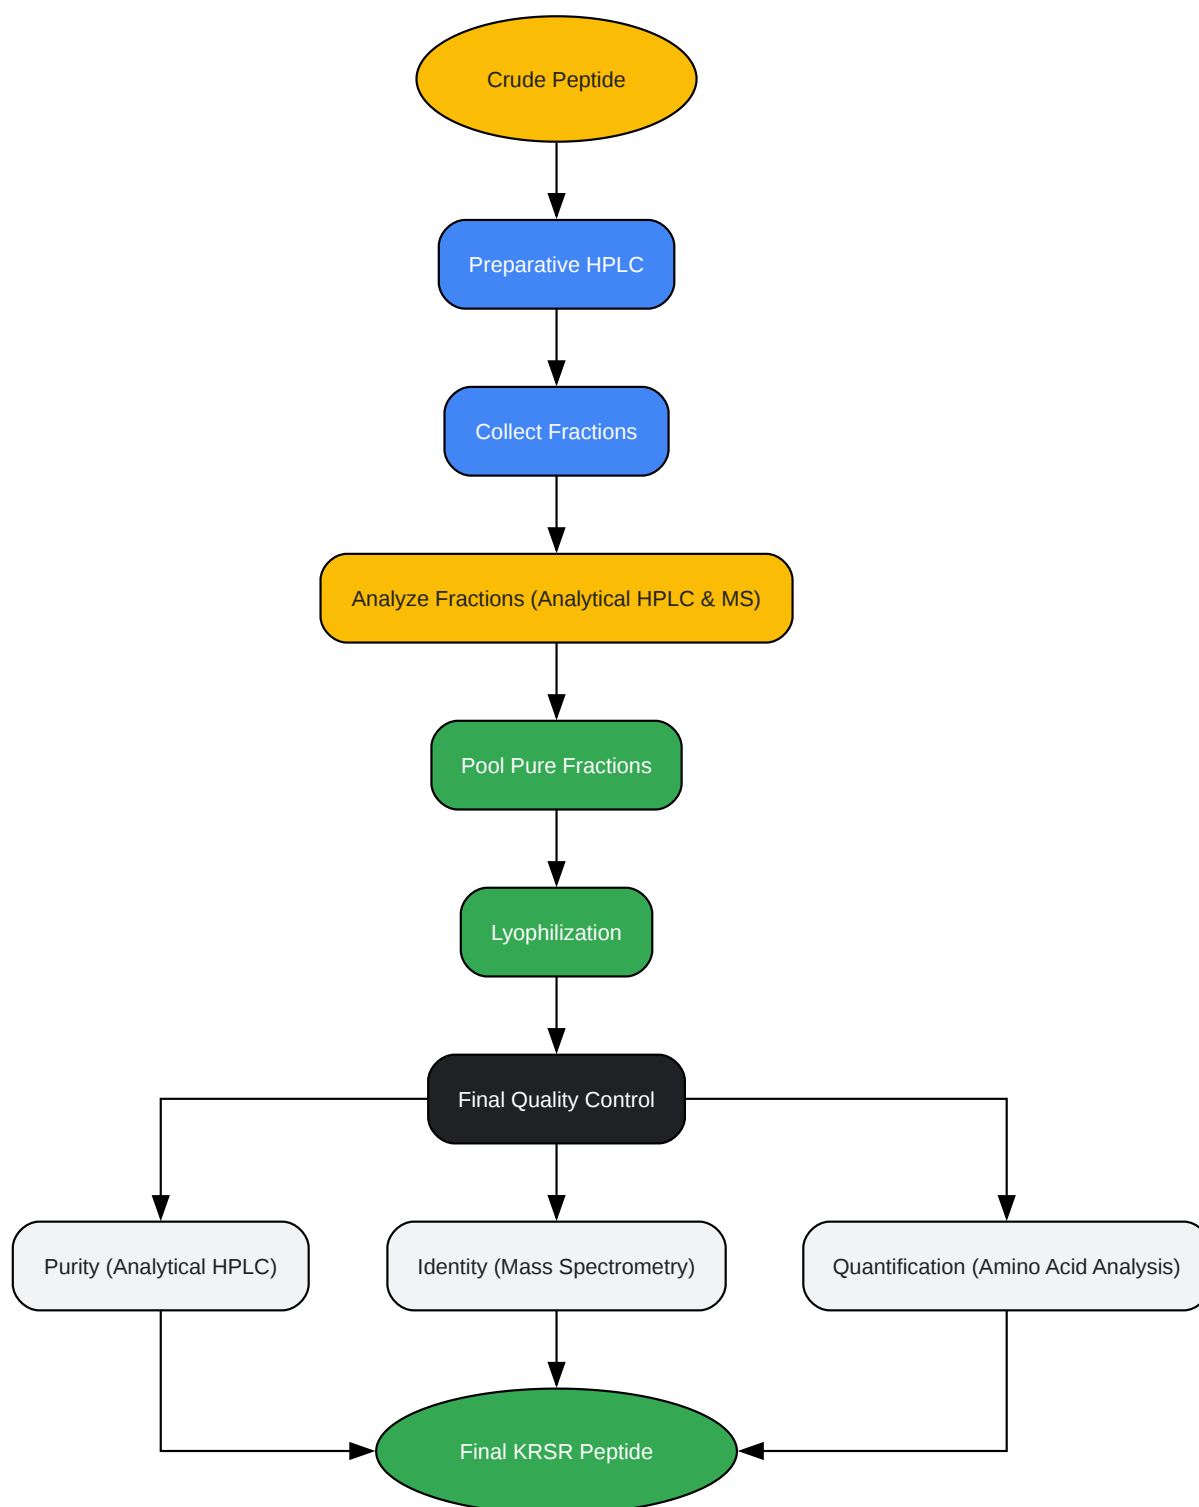 Crude Peptide
Preparative HPLC
Collect Fractions
Analyze Fractions (Analytical HPLC & MS)
Pool Pure Fractions
Lyophilization
Final Quality Control
Purity (Analytical HPLC)
Identity (Mass Spectrometry)
Quantification (Amino Acid Analysis)
Final KRSR Peptide